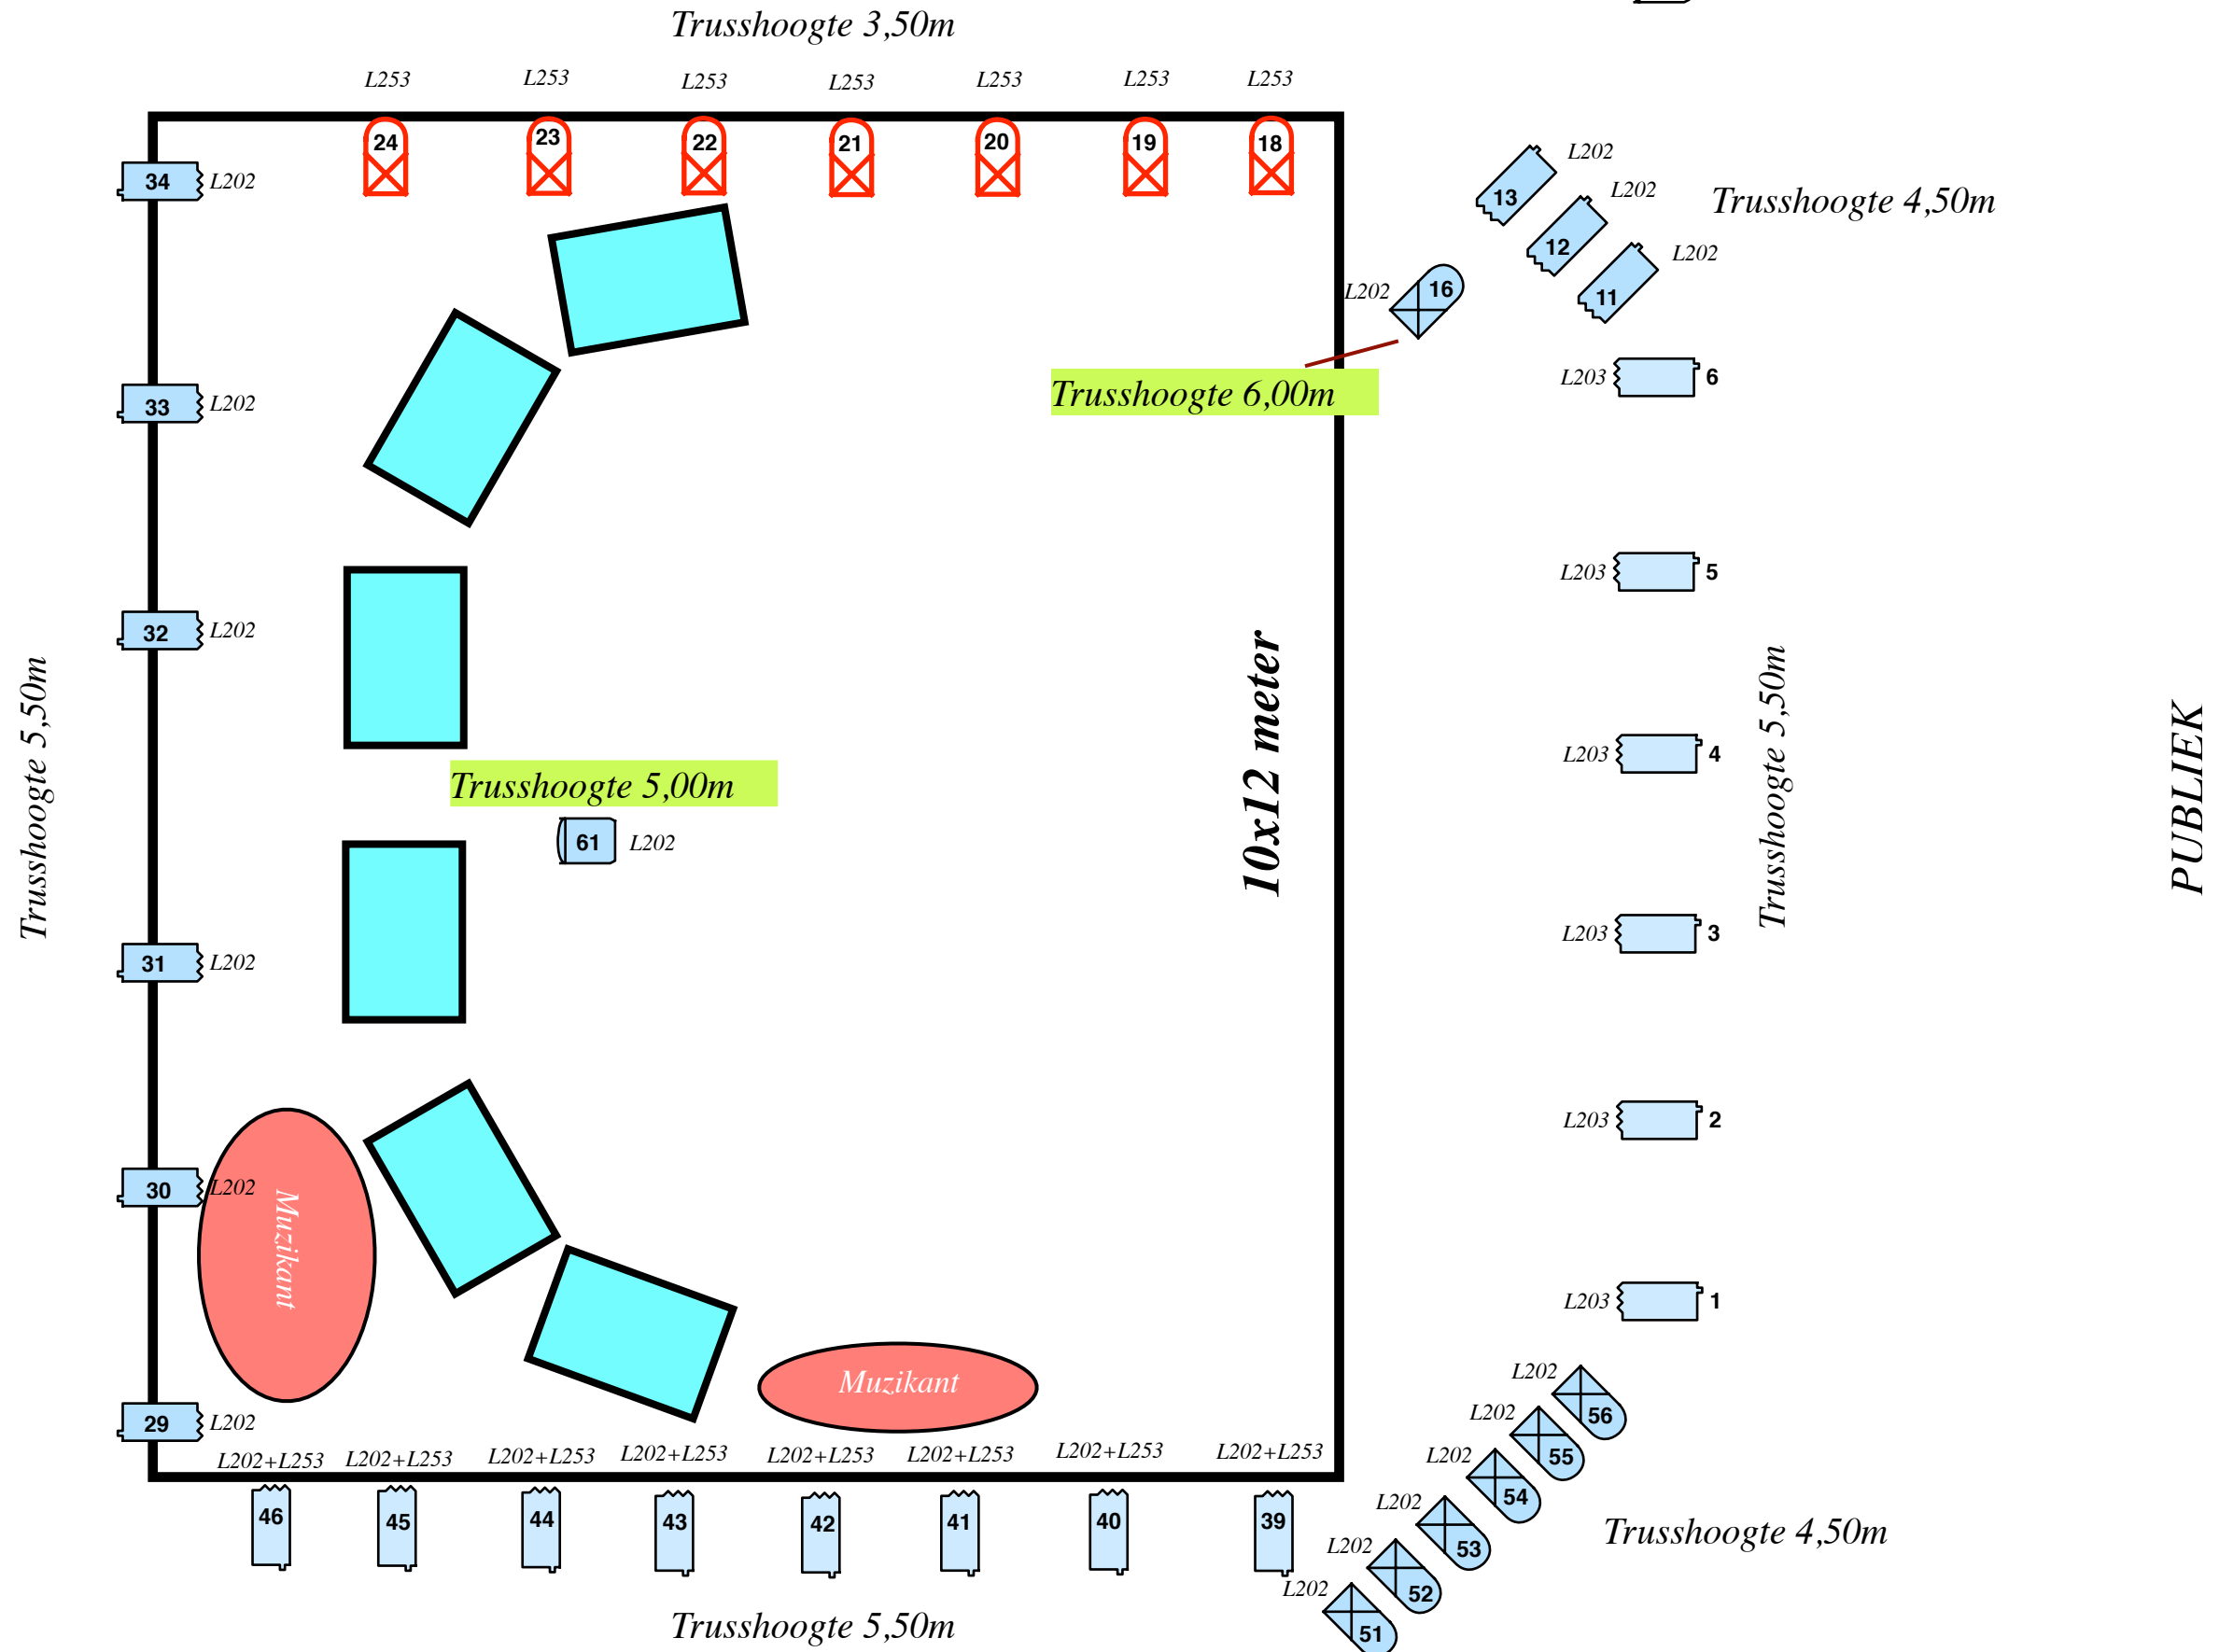 Trusshoogte 3,50m
L253
L253
L253
L253
L253
L253
L253
24
23
22
21
20
19
18
34
L202
13
L202
12
L202
11
L202
Trusshoogte 4,50m
L202
16
Trusshoogte 6,00m
33
L202
L203
6
L203
5
32
L202
Trusshoogte 5,50m
10x12 meter
Trusshoogte 5,50m
PUBLIEK
L203
4
Trusshoogte 5,00m
61
L202
L203
3
31
L202
L203
2
30
L202
Muzikant
L203
1
Muzikant
29
L202
L202+L253
L202+L253
L202+L253
L202+L253
L202+L253
L202+L253
L202+L253
L202+L253
46
45
44
43
42
41
40
39
L202
56
L202
55
L202
54
L202
53
L202
52
L202
51
Trusshoogte 4,50m
Trusshoogte 5,50m